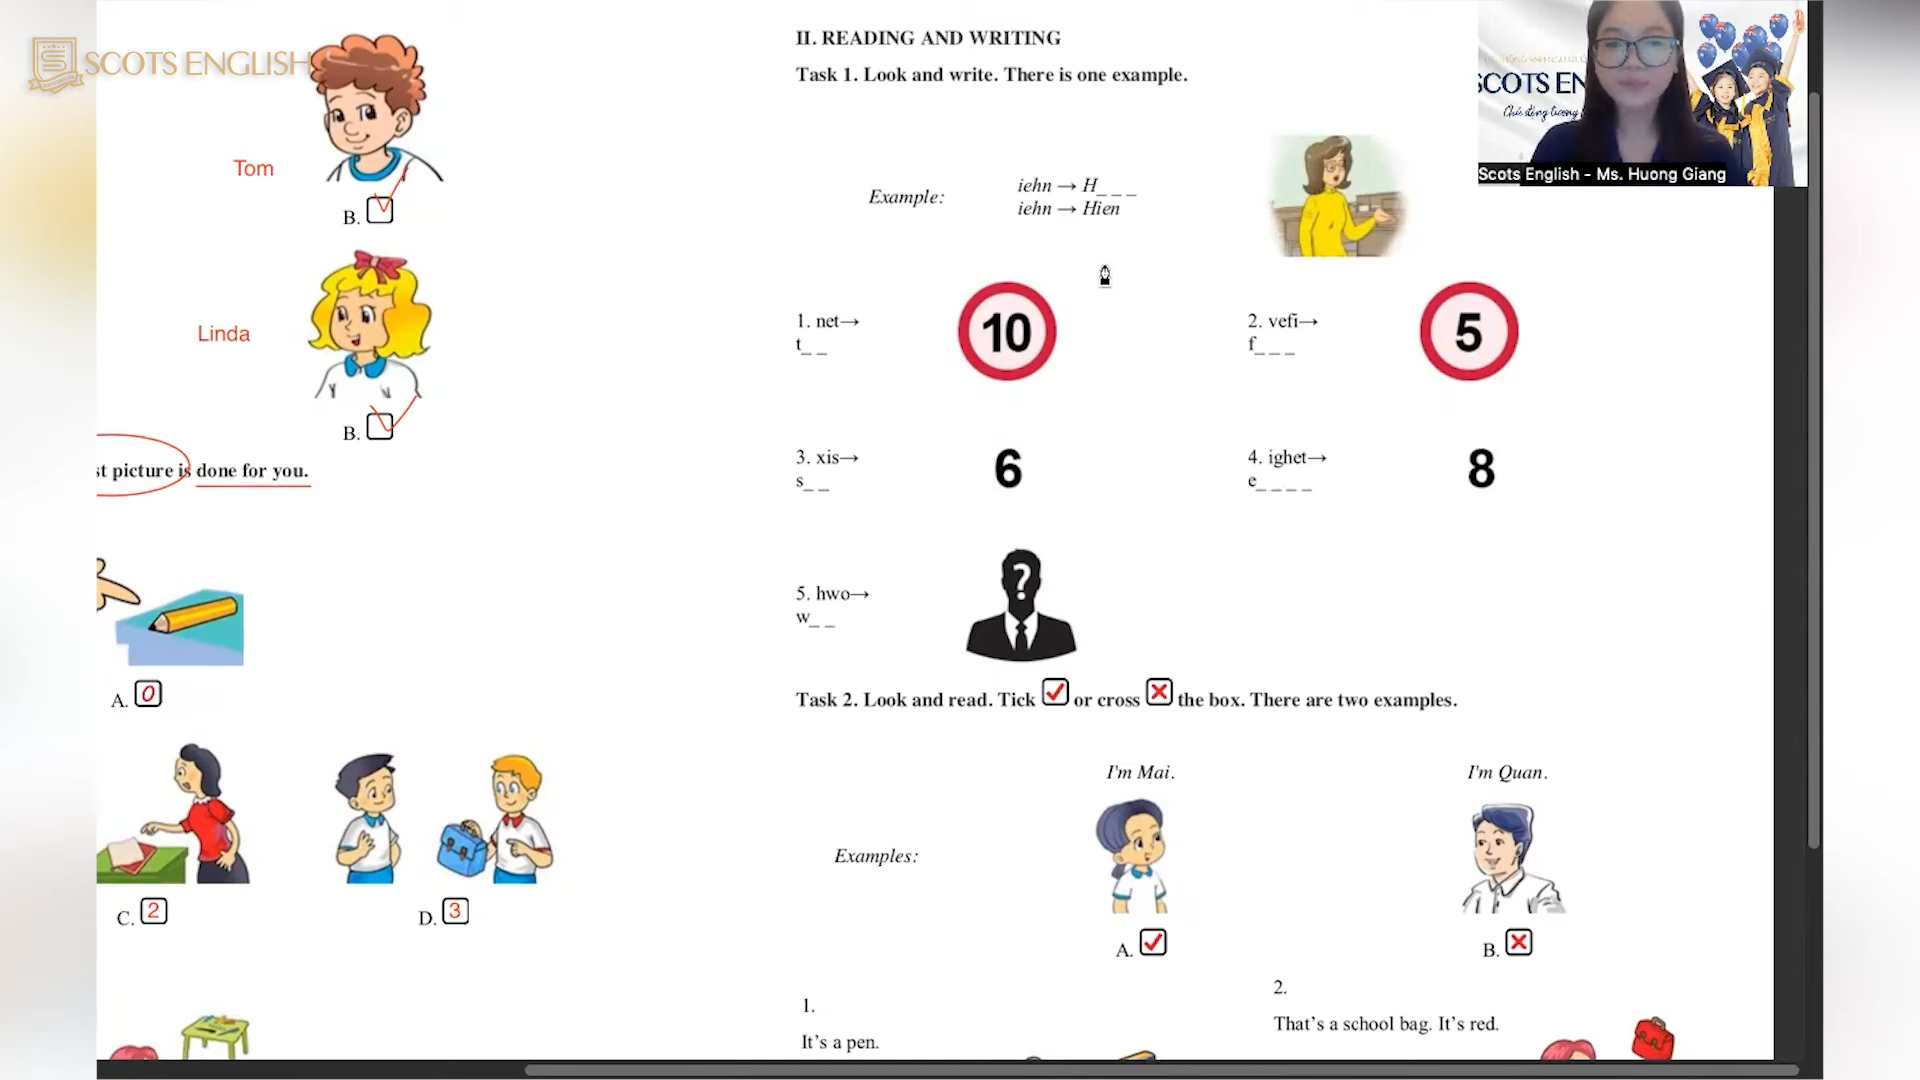 SCOTS ENGLISH
Tom
B.
Linda
B.
st picture is done for you.
A. 0
C. 2
D. 3
II. READING AND WRITING
Task 1. Look and write. There is one example.
Example:
iehn → H_ _ _
iehn → Hien
1. net→
t_ _
10
2. vefi→
f_ _ _
5
3. xis→
s_ _
6
4. ighet→
e_ _ _ _
8
5. hwo→
w_ _
?
Task 2. Look and read. Tick ✓ or cross ✗ the box. There are two examples.
I'm Mai.
I'm Quan.
Examples:
A. ✓
B. ✗
1.
It’s a pen.
2.
That’s a school bag. It’s red.
SCOTS EN
Scots English - Ms. Huong Giang